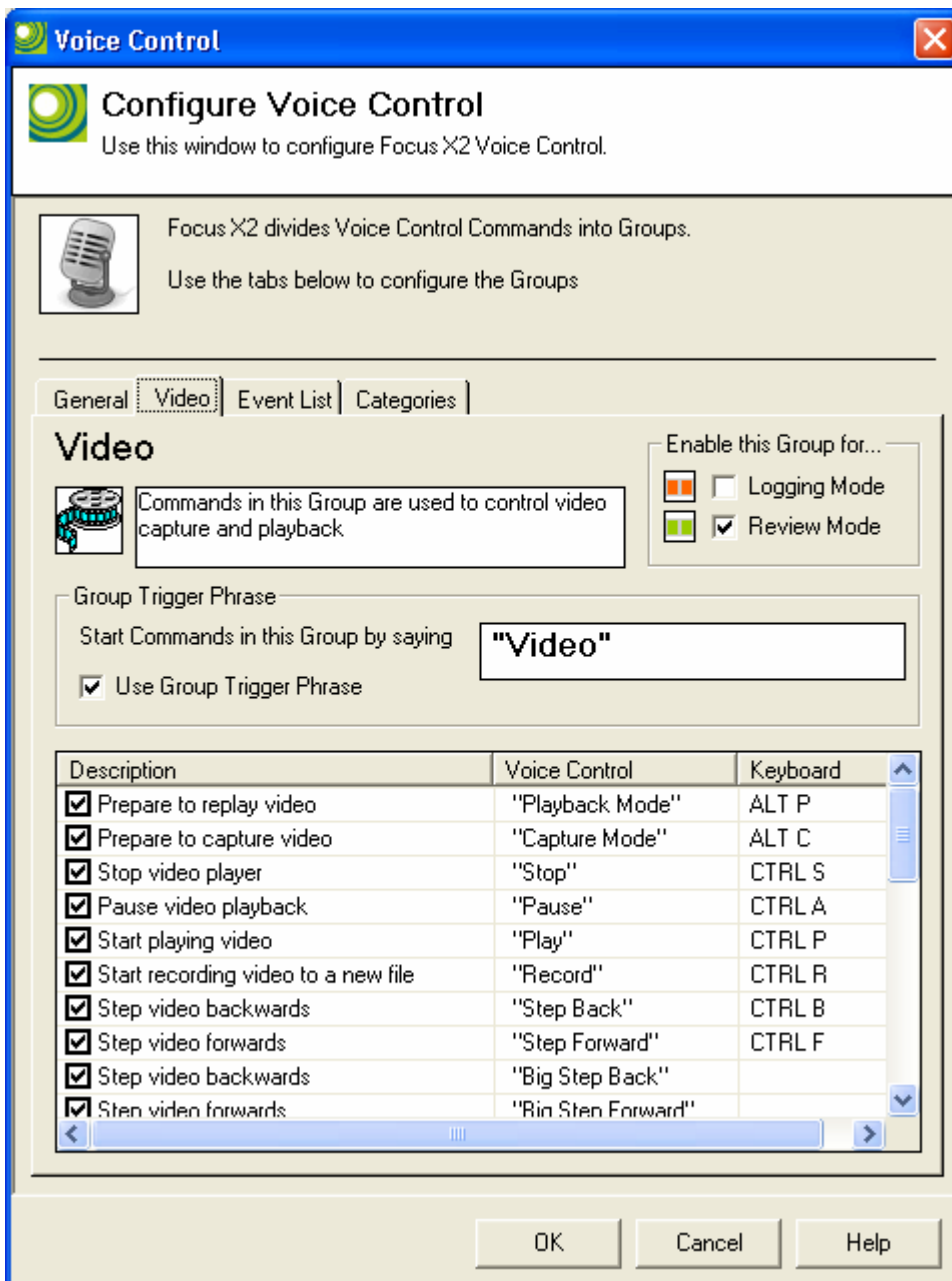 Voice Control
Configure Voice Control
Use this window to configure Focus X2 Voice Control.
Focus X2 divides Voice Control Commands into Groups.
Use the tabs below to configure the Groups
General Video Event List Categories
Video
Enable this Group for...
Commands in this Group are used to control video
capture and playback
Logging Mode
Review Mode
Group Trigger Phrase
Start Commands in this Group by saying
"Video"
Use Group Trigger Phrase
Description Voice Control Keyboard
Prepare to replay video "Playback Mode" ALT P
Prepare to capture video "Capture Mode" ALT C
Stop video player "Stop" CTRL S
Pause video playback "Pause" CTRL A
Start playing video "Play" CTRL P
Start recording video to a new file "Record" CTRL R
Step video backwards "Step Back" CTRL B
Step video forwards "Step Forward" CTRL F
Step video backwards "Big Step Back"
Step video forwards "Big Step Forward"
OK Cancel Help